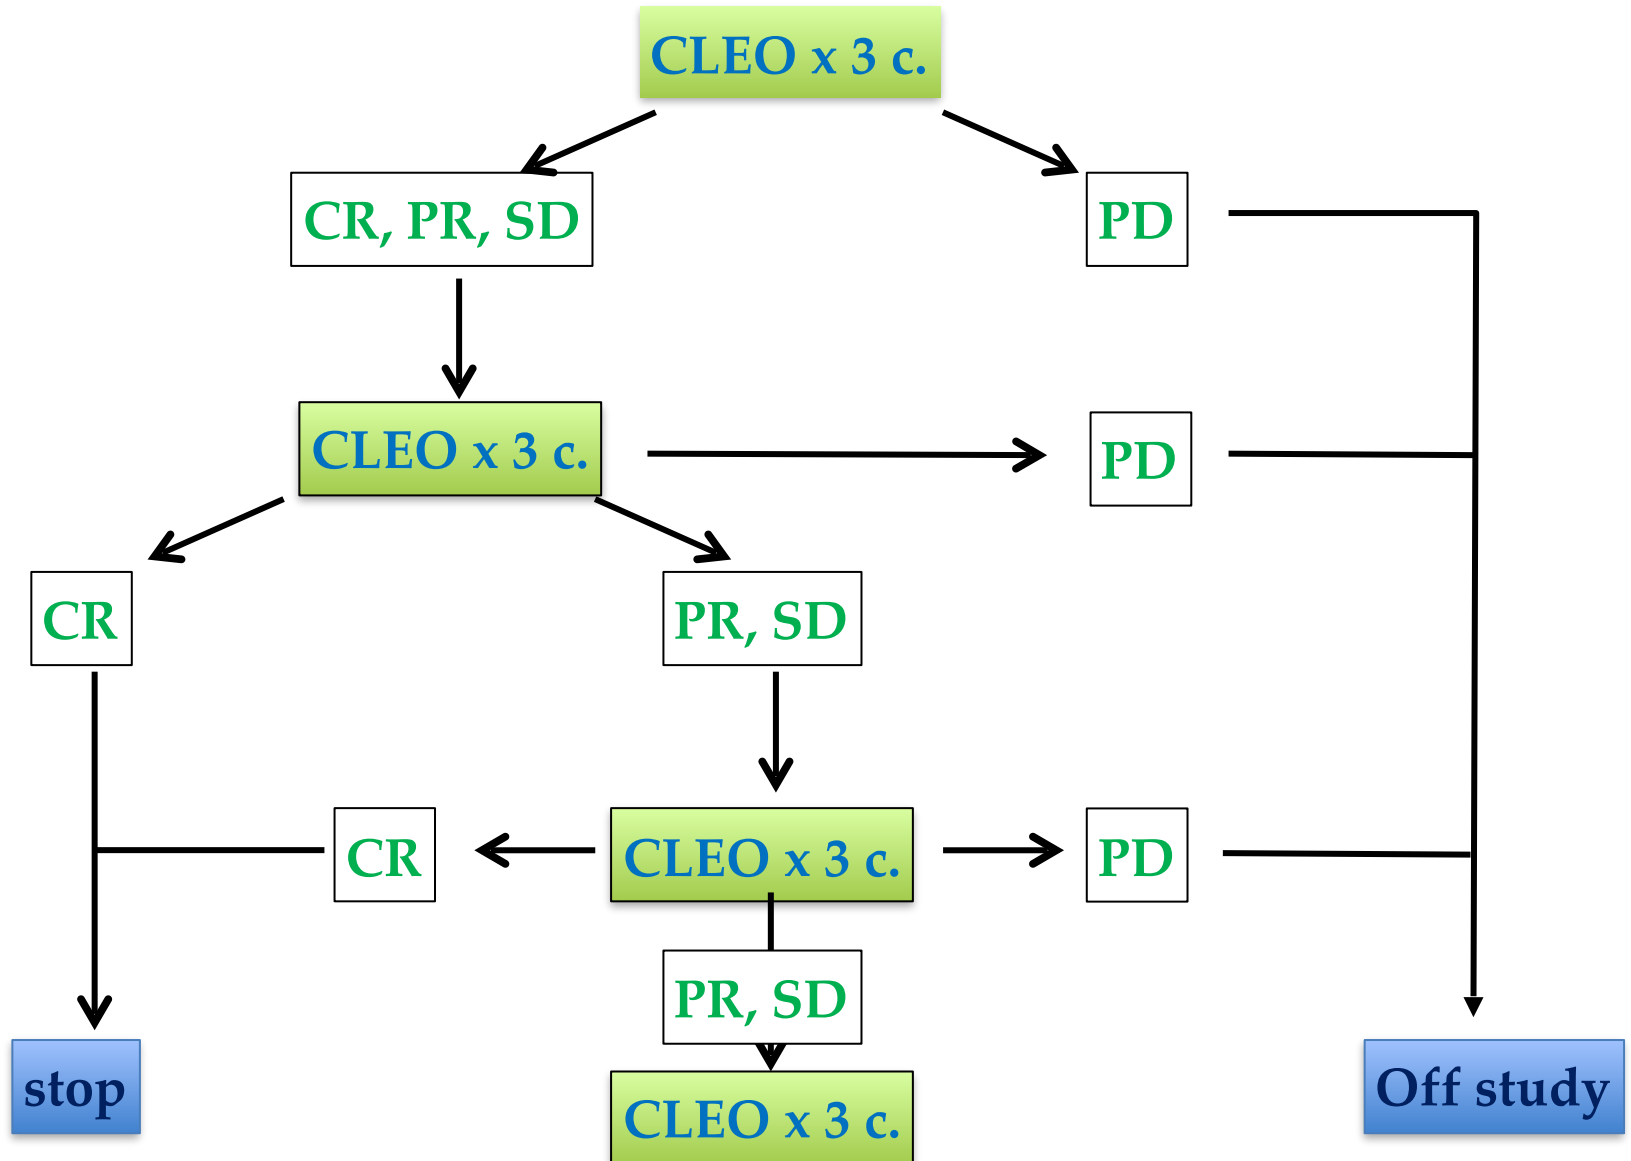 CLEO x 3 c.
CR, PR, SD
PD
CLEO x 3 c.
PD
CR
PR, SD
CR
CLEO x 3 c.
PD
PR, SD
stop
Off study
CLEO x 3 c.